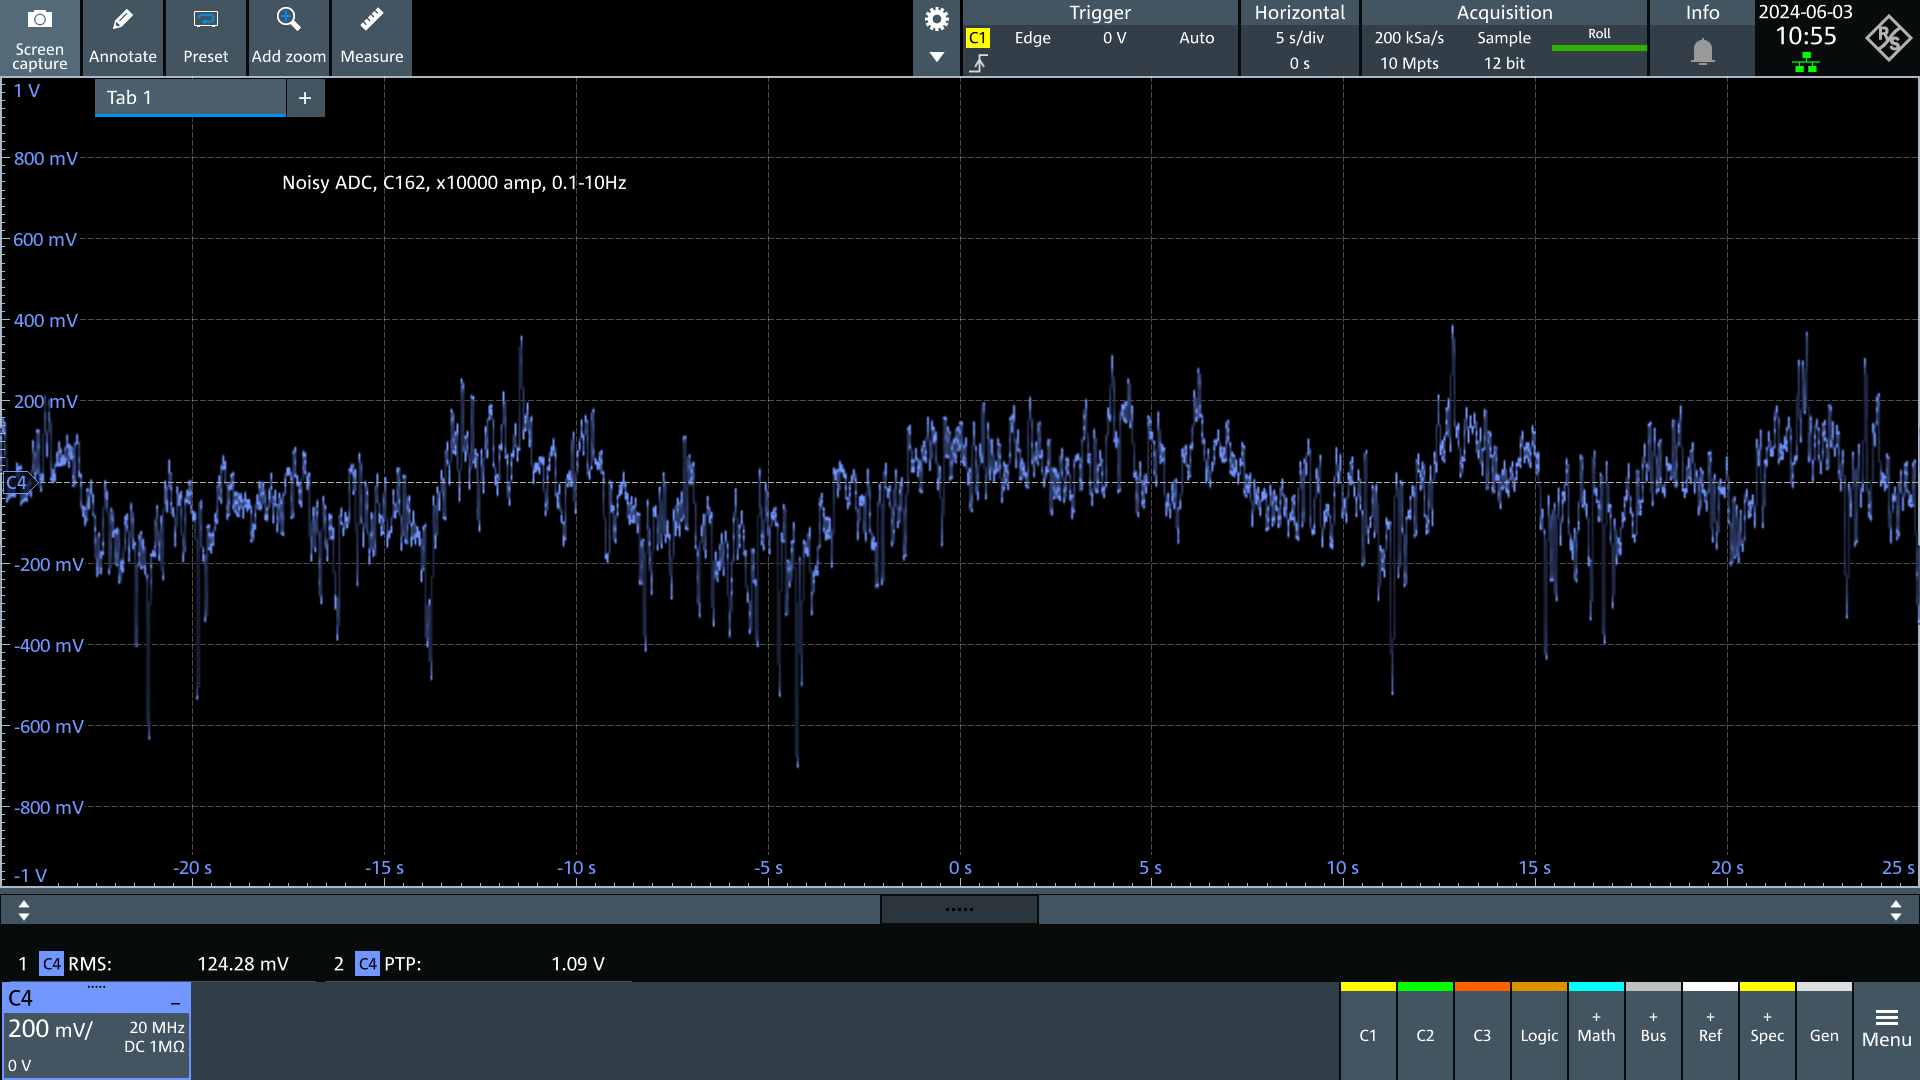 Screen capture
Annotate
Preset
Add zoom
Measure
Trigger
C1 Edge 0 V Auto
Horizontal
5 s/div
0 s
Acquisition
200 kSa/s Sample Roll
10 Mpts 12 bit
Info
2024-06-03
10:55
R&S
1 V
Tab 1 +
800 mV
Noisy ADC, C162, x10000 amp, 0.1-10Hz
600 mV
400 mV
200 mV
C4
-200 mV
-400 mV
-600 mV
-800 mV
-1 V
-20 s -15 s -10 s -5 s 0 s 5 s 10 s 15 s 20 s 25 s
1 C4 RMS: 124.28 mV 2 C4 PTP: 1.09 V
C4
200 mV/ 20 MHz
DC 1MΩ
0 V
C1
C2
C3
Logic
+ Math
+ Bus
+ Ref
+ Spec
Gen
Menu